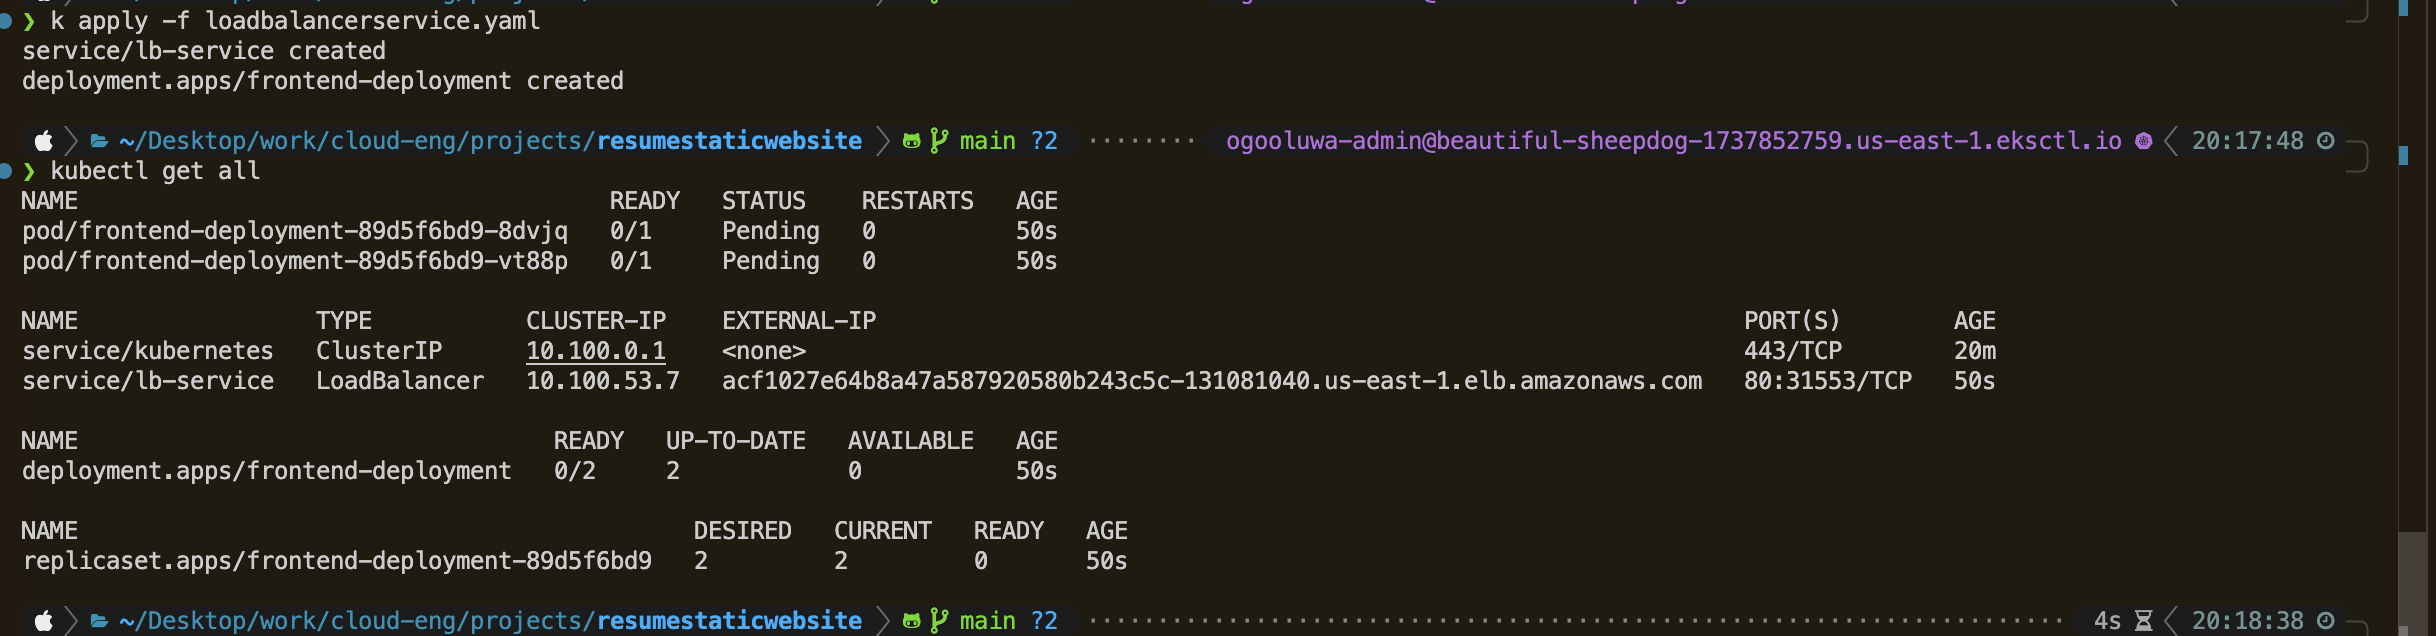 ❯ k apply -f loadbalancerservice.yaml
service/lb-service created
deployment.apps/frontend-deployment created
~/Desktop/work/cloud-eng/projects/resumestaticwebsite main ?2 ········ ogooluwa-admin@beautiful-sheepdog-1737852759.us-east-1.eksctl.io 20:17:48
❯ kubectl get all
NAME READY STATUS RESTARTS AGE
pod/frontend-deployment-89d5f6bd9-8dvjq 0/1 Pending 0 50s
pod/frontend-deployment-89d5f6bd9-vt88p 0/1 Pending 0 50s
NAME TYPE CLUSTER-IP EXTERNAL-IP PORT(S) AGE
service/kubernetes ClusterIP 10.100.0.1 <none> 443/TCP 20m
service/lb-service LoadBalancer 10.100.53.7 acf1027e64b8a47a587920580b243c5c-131081040.us-east-1.elb.amazonaws.com 80:31553/TCP 50s
NAME READY UP-TO-DATE AVAILABLE AGE
deployment.apps/frontend-deployment 0/2 2 0 50s
NAME DESIRED CURRENT READY AGE
replicaset.apps/frontend-deployment-89d5f6bd9 2 2 0 50s
~/Desktop/work/cloud-eng/projects/resumestaticwebsite main ?2 4s 20:18:38